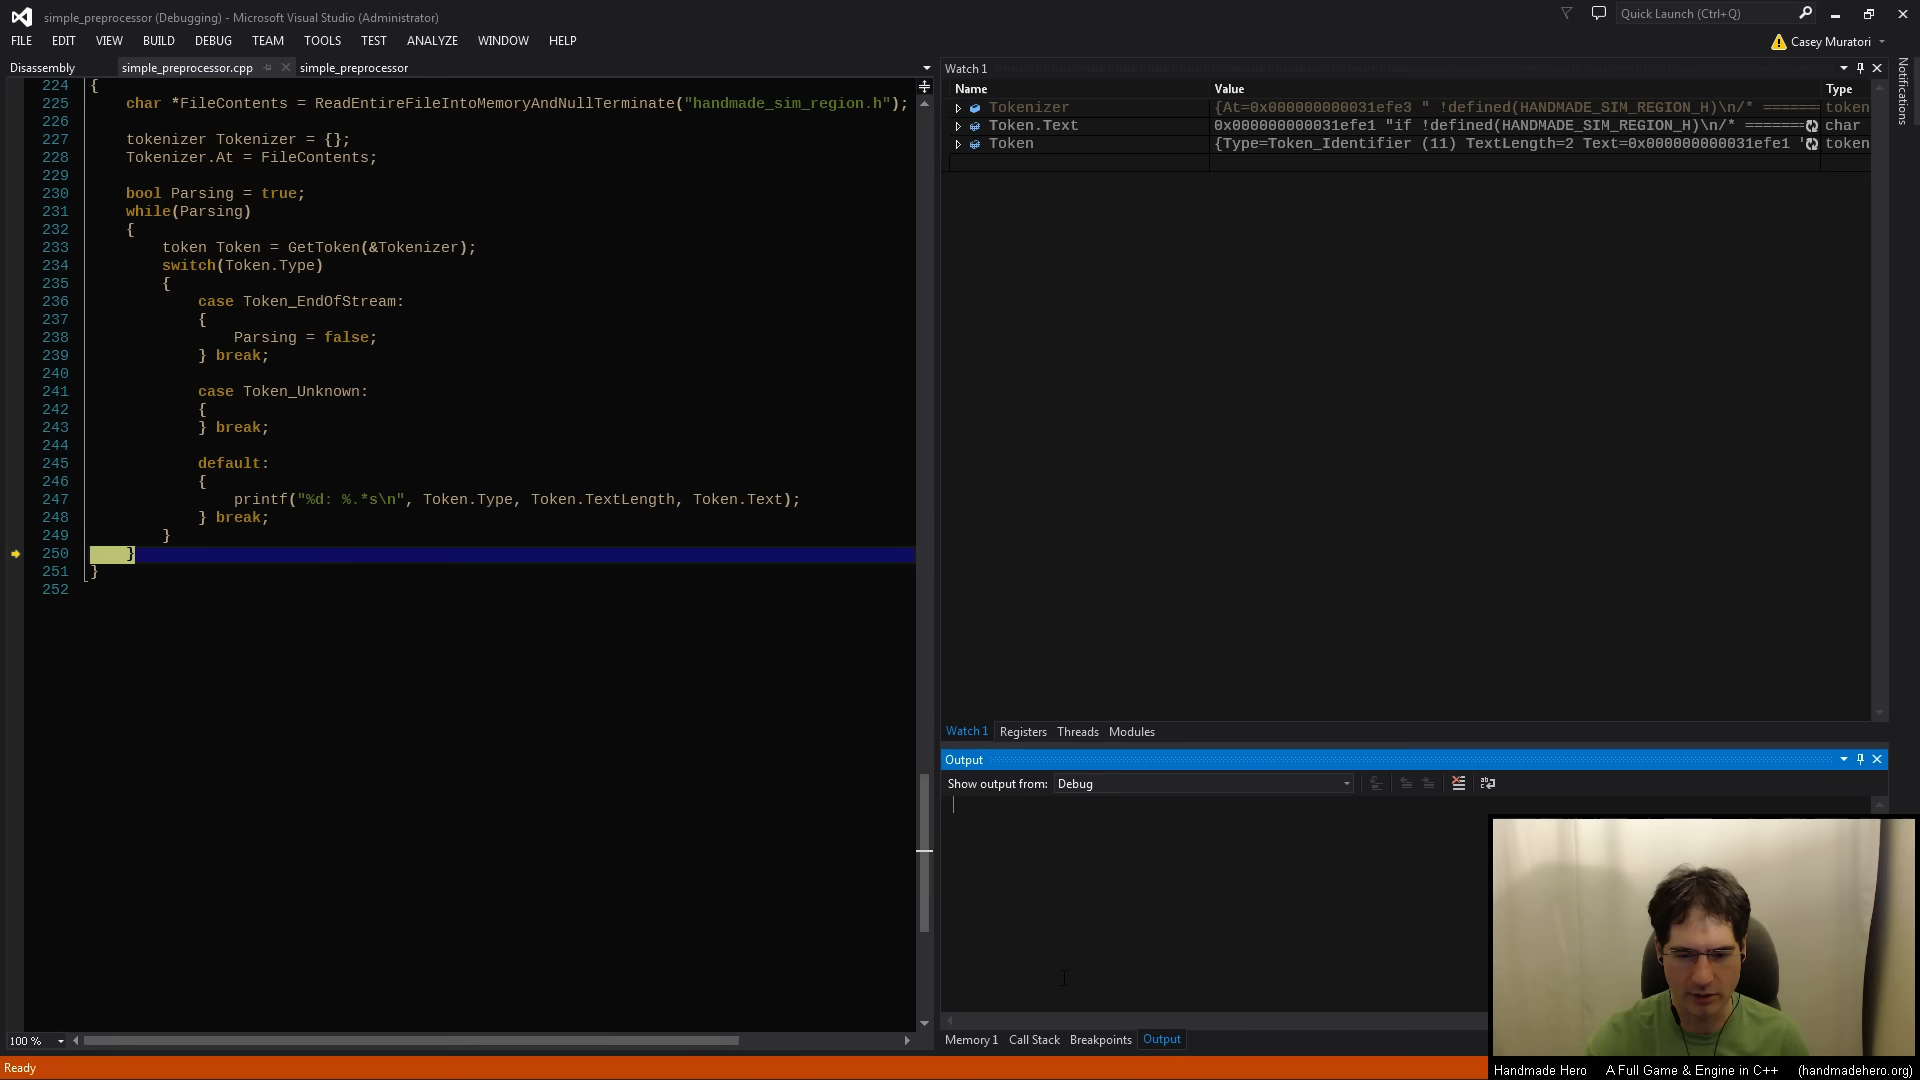 simple_preprocessor (Debugging) - Microsoft Visual Studio (Administrator)
Quick Launch (Ctrl+Q)
FILE EDIT VIEW BUILD DEBUG TEAM TOOLS TEST ANALYZE WINDOW HELP
Casey Muratori
Disassembly simple_preprocessor.cpp simple_preprocessor
224 {
225 char *FileContents = ReadEntireFileIntoMemoryAndNullTerminate("handmade_sim_region.h");
226
227 tokenizer Tokenizer = {};
228 Tokenizer.At = FileContents;
229
230 bool Parsing = true;
231 while(Parsing)
232 {
233 token Token = GetToken(&Tokenizer);
234 switch(Token.Type)
235 {
236 case Token_EndOfStream:
237 {
238 Parsing = false;
239 } break;
240
241 case Token_Unknown:
242 {
243 } break;
244
245 default:
246 {
247 printf("%d: %.*s\n", Token.Type, Token.TextLength, Token.Text);
248 } break;
249 }
250 }
251 }
252
100 %
Watch 1
Name Value Type
Tokenizer {At=0x000000000031efe3 " !defined(HANDMADE_SIM_REGION_H)\n/* ======= token
Token.Text 0x000000000031efe1 "if !defined(HANDMADE_SIM_REGION_H)\n/* ======= char
Token {Type=Token_Identifier (11) TextLength=2 Text=0x000000000031efe1 ' token
Notifications
Watch 1 Registers Threads Modules
Output
Show output from: Debug
Memory 1 Call Stack Breakpoints Output
Ready
Handmade Hero A Full Game & Engine in C++ (handmadehero.org)